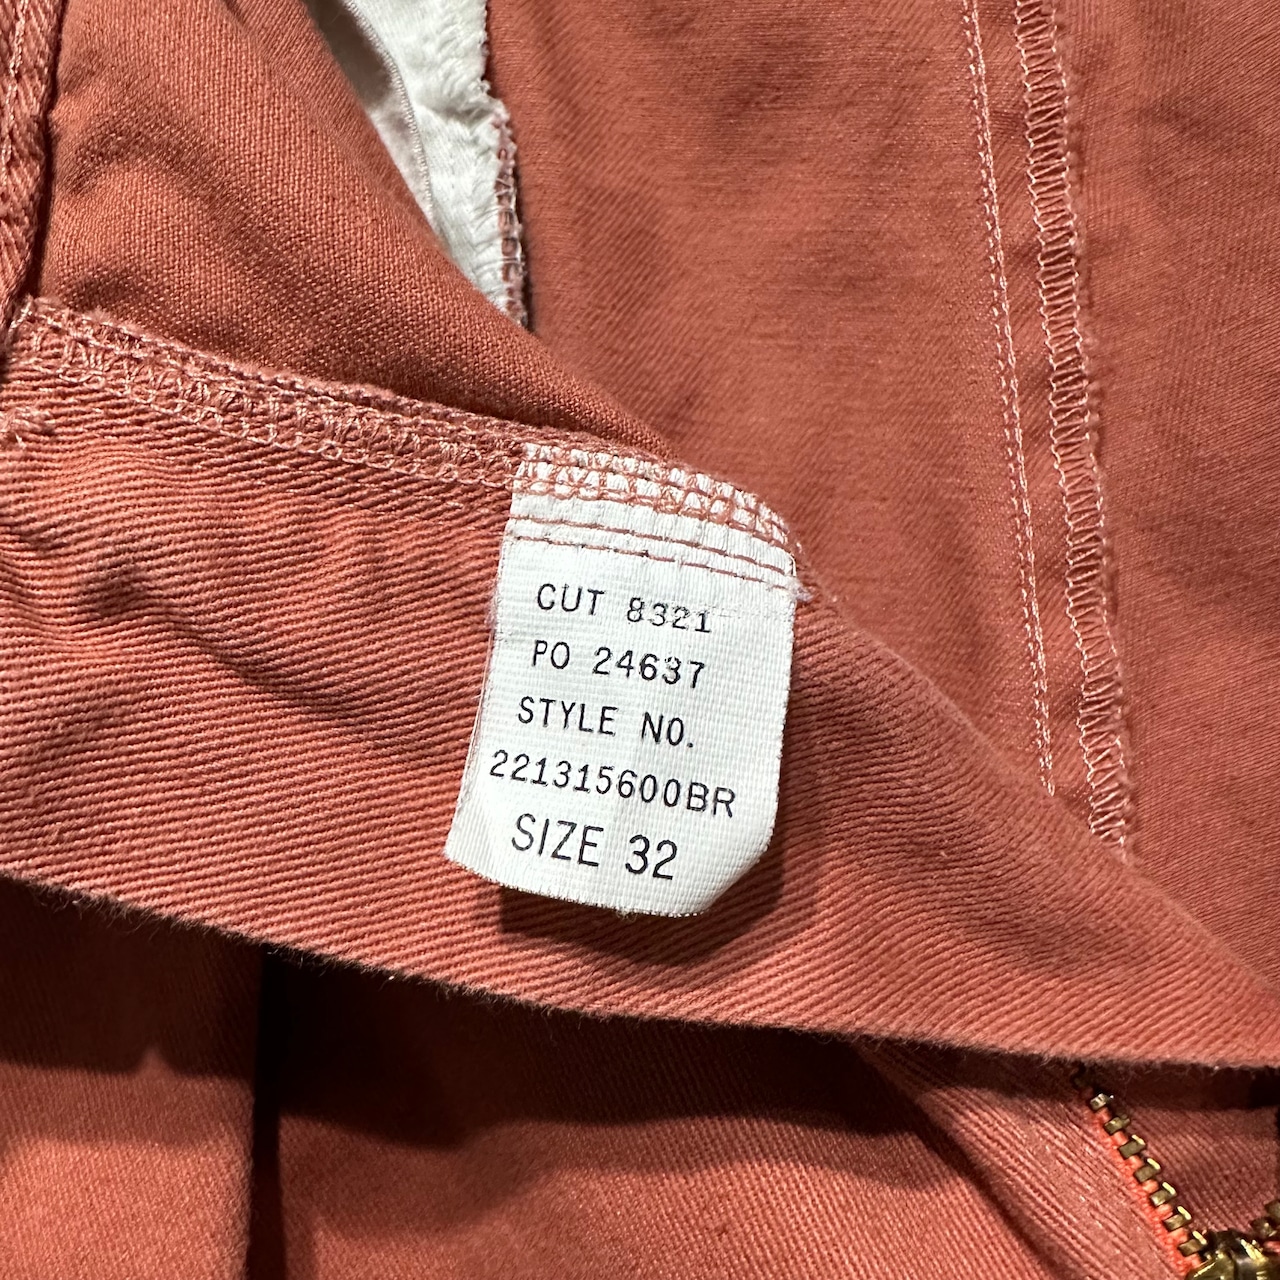 CUT 8321
PO 24637
STYLE NO.
221315600BR
SIZE 32